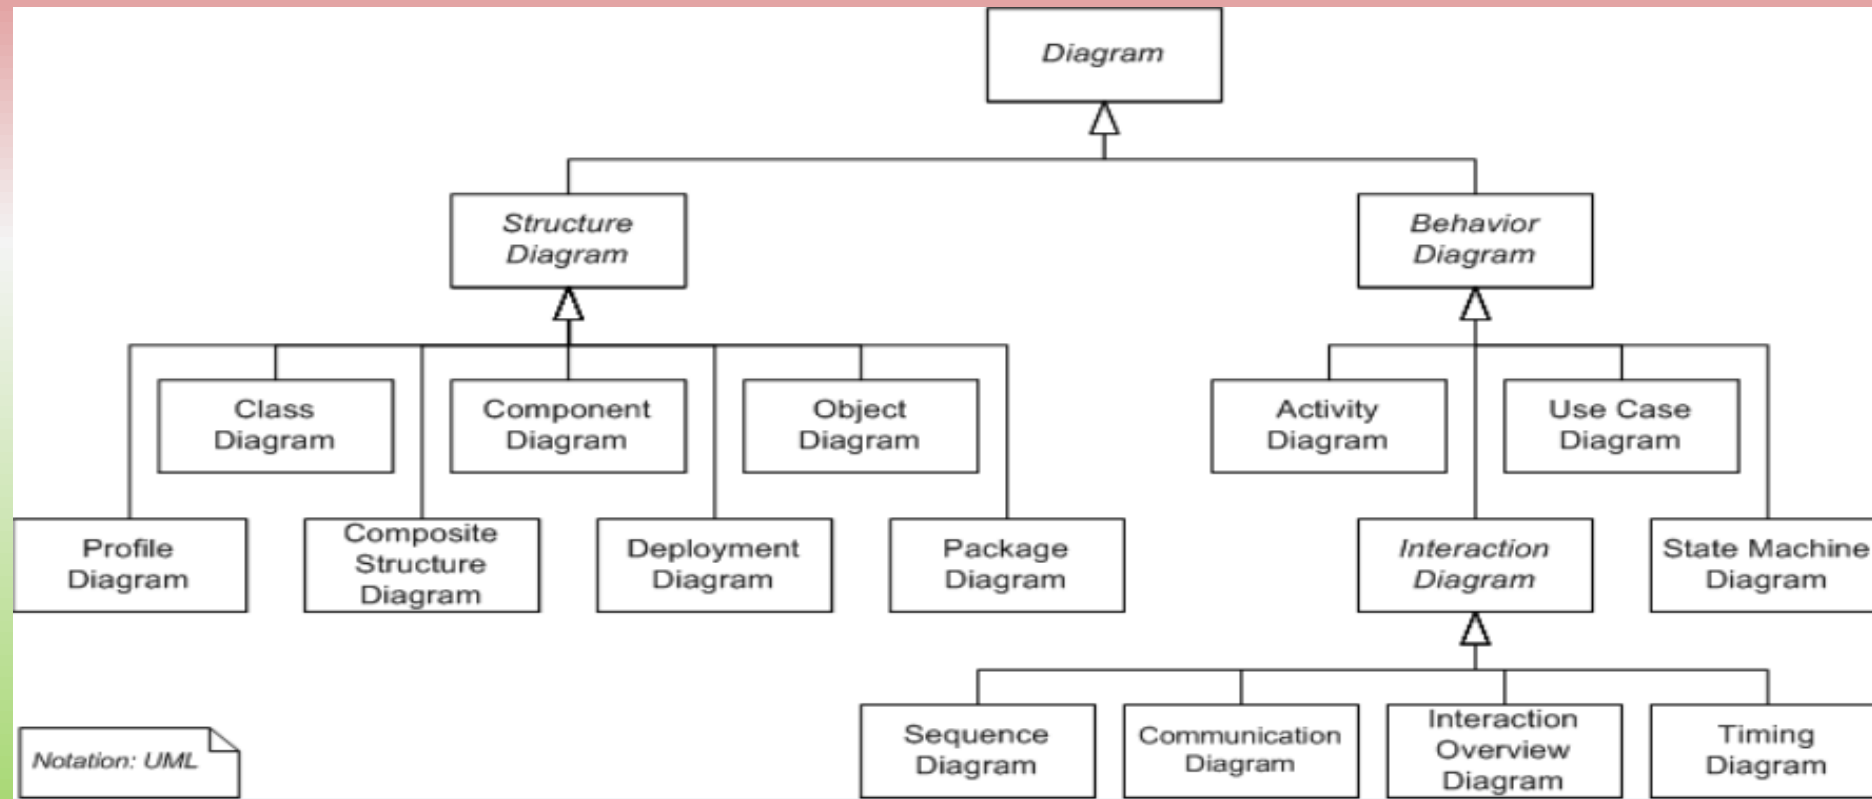 Diagram
Structure
Diagram
Behavior
Diagram
Class
Diagram
Component
Diagram
Object
Diagram
Activity
Diagram
Use Case
Diagram
Profile
Diagram
Composite
Structure
Diagram
Deployment
Diagram
Package
Diagram
Interaction
Diagram
State Machine
Diagram
Sequence
Diagram
Communication
Diagram
Interaction
Overview
Diagram
Timing
Diagram
Notation: UML